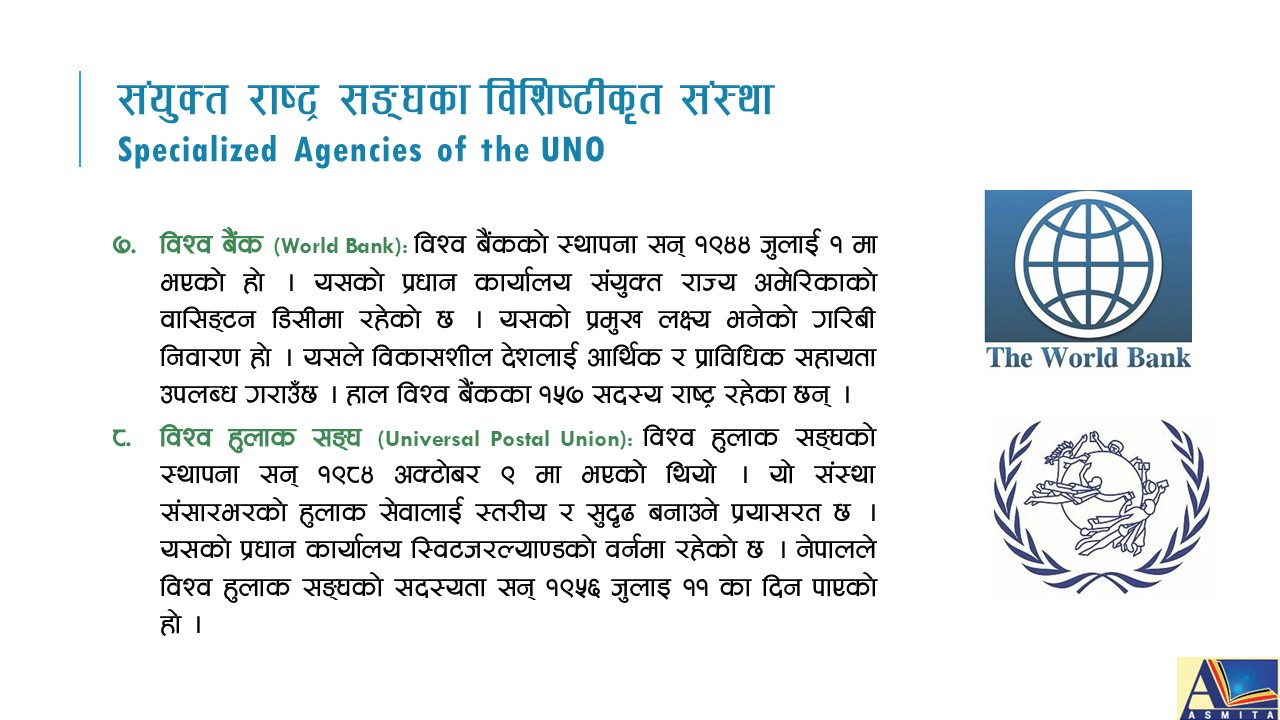 संयुक्त राष्ट्र सङ्घका विशिष्टीकृत संस्था
Specialized Agencies of the UNO
७. विश्व बैंक (World Bank): विश्व बैंकको स्थापना सन् १९४४ जुलाई १ मा
भएको हो । यसको प्रधान कार्यालय संयुक्त राज्य अमेरिकाको
वासिङ्टन डिसीमा रहेको छ । यसको प्रमुख लक्ष्य भनेको गरिबी
निवारण हो । यसले विकासशील देशलाई आर्थिक र प्राविधिक सहायता
उपलब्ध गराउँछ । हाल विश्व बैंकका १५७ सदस्य राष्ट्र रहेका छन् ।
The World Bank
८. विश्व हुलाक सङ्घ (Universal Postal Union): विश्व हुलाक सङ्घको
स्थापना सन् १९८४ अक्टोबर ९ मा भएको थियो । यो संस्था
संसारभरको हुलाक सेवालाई स्तरीय र सुदृढ बनाउने प्रयासरत छ ।
यसको प्रधान कार्यालय स्विटजरल्याण्डको वर्नमा रहेको छ । नेपालले
विश्व हुलाक सङ्घको सदस्यता सन् १९५६ जुलाइ ११ का दिन पाएको
हो ।
ASMITA